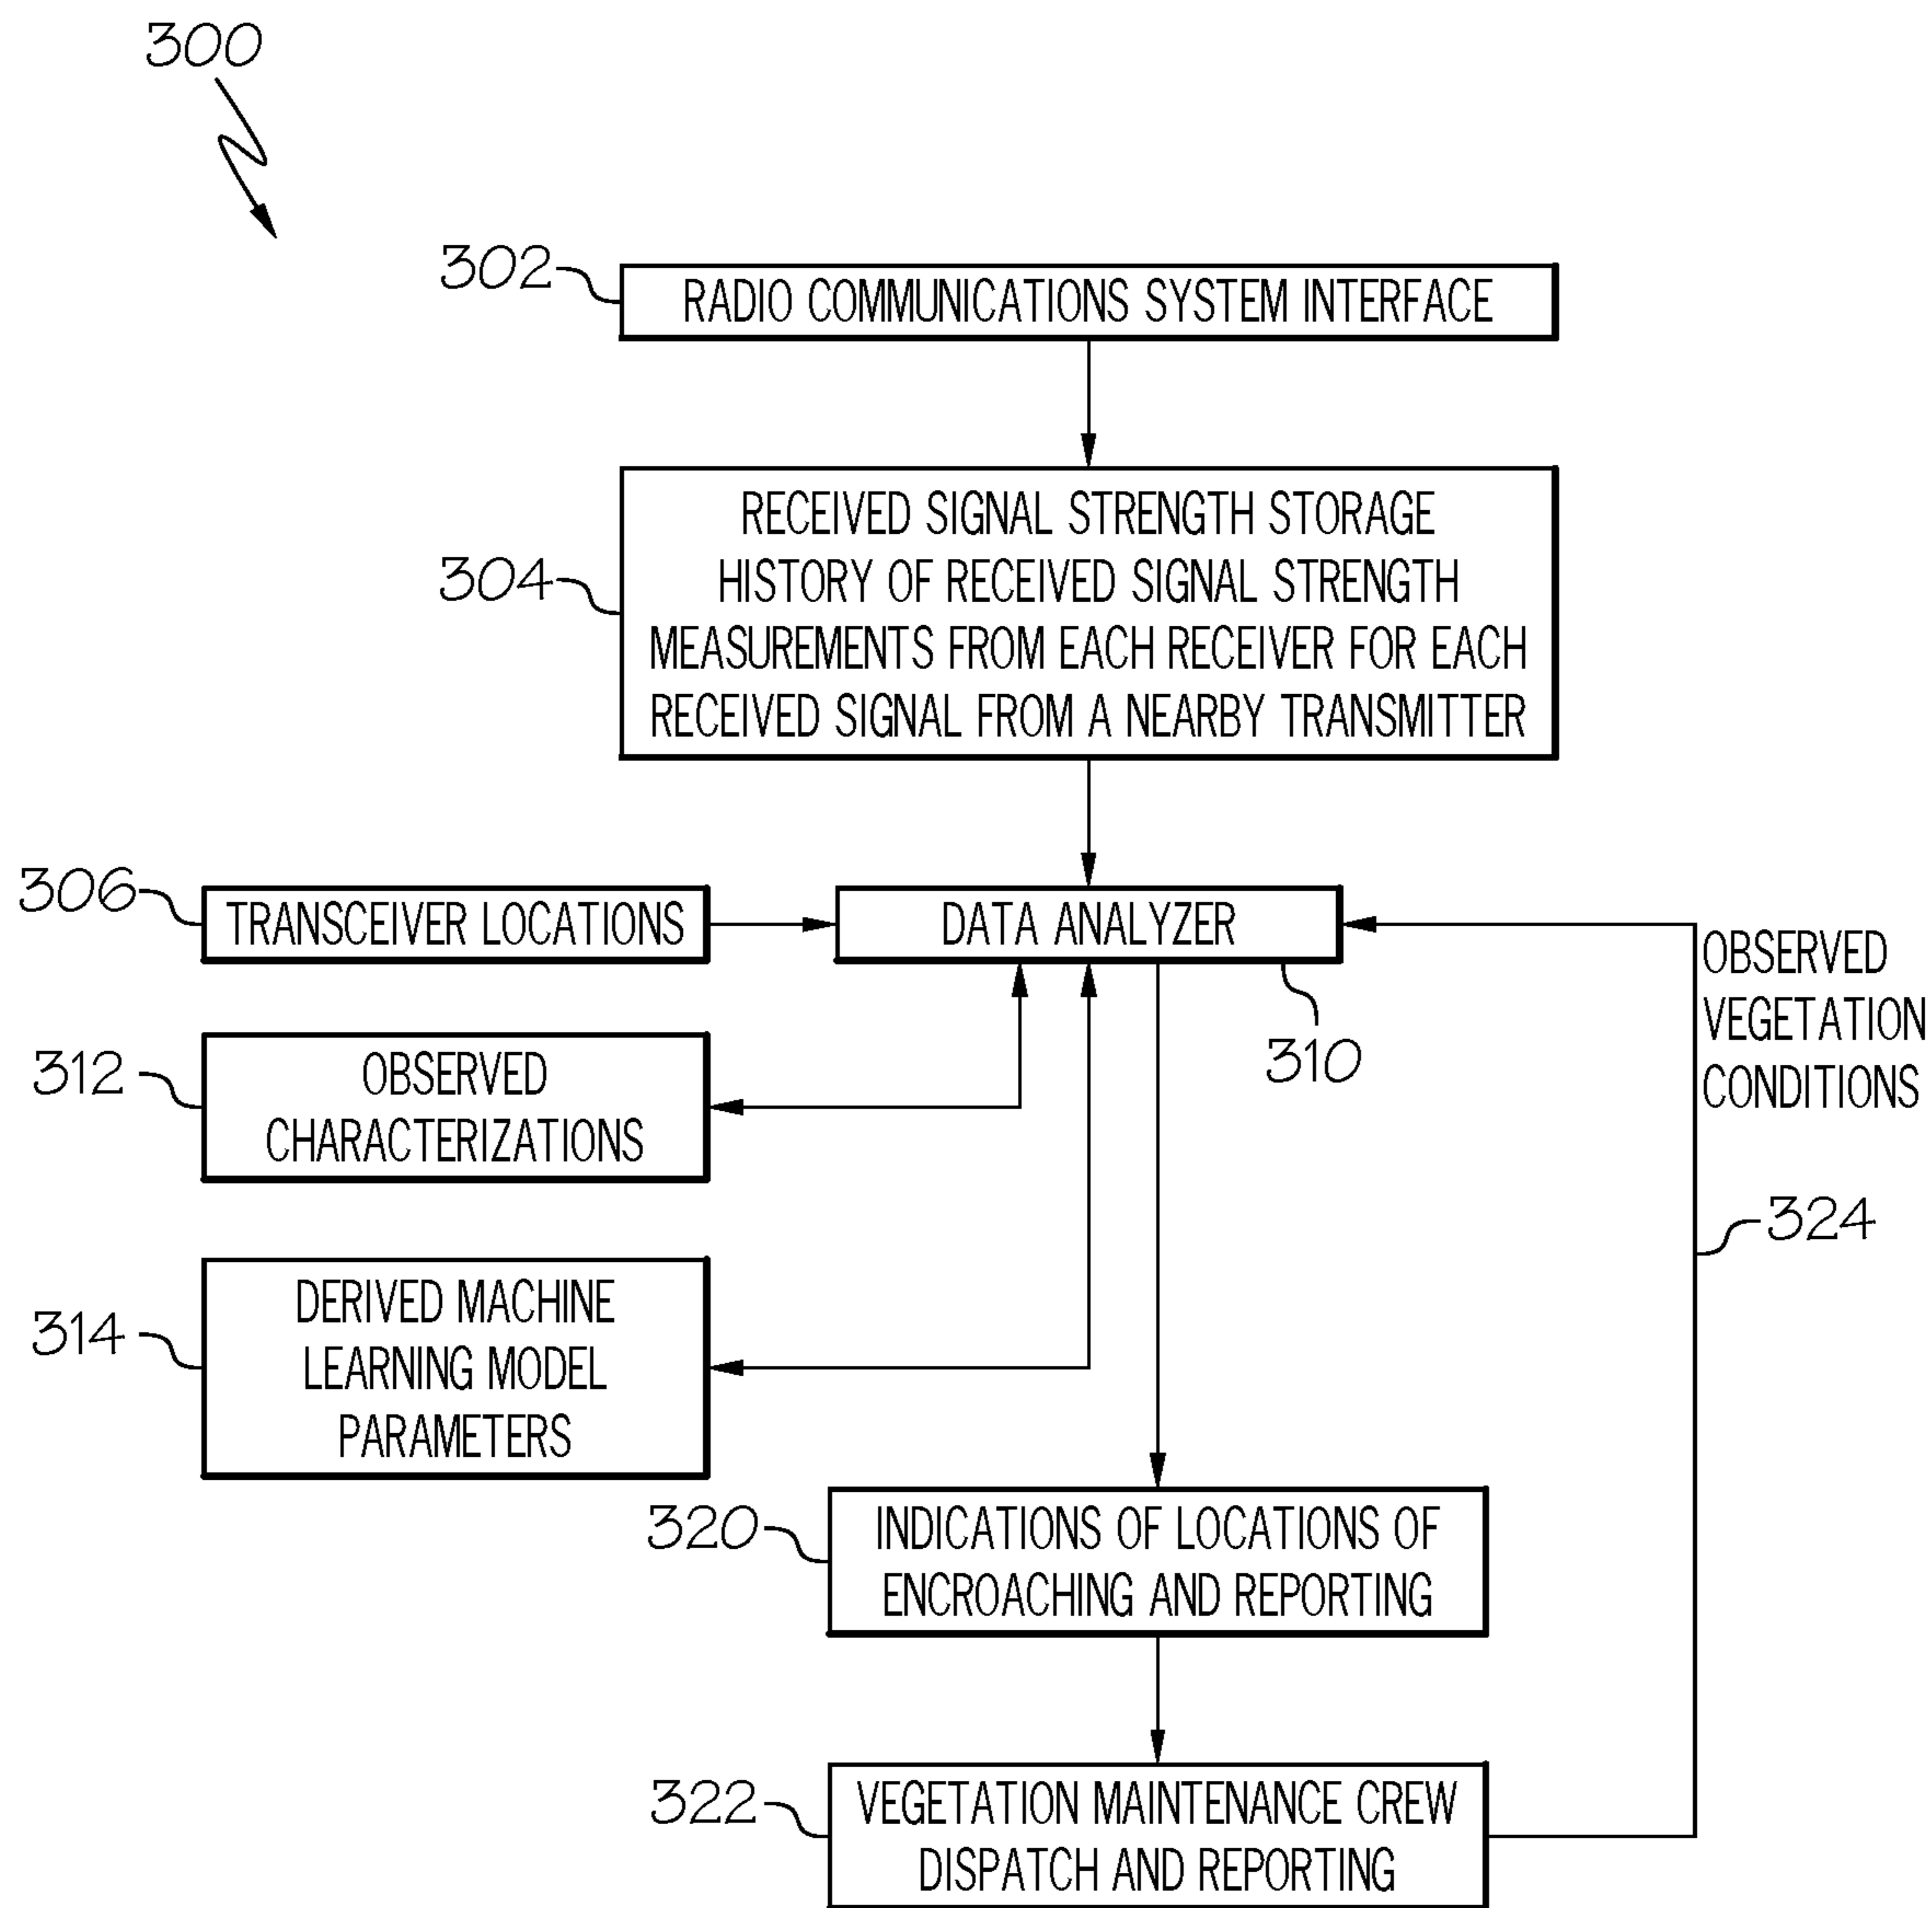 300
302
RADIO COMMUNICATIONS SYSTEM INTERFACE
304
RECEIVED SIGNAL STRENGTH STORAGE
HISTORY OF RECEIVED SIGNAL STRENGTH
MEASUREMENTS FROM EACH RECEIVER FOR EACH
RECEIVED SIGNAL FROM A NEARBY TRANSMITTER
306
TRANSCEIVER LOCATIONS
DATA ANALYZER
310
OBSERVED
VEGETATION
CONDITIONS
312
OBSERVED
CHARACTERIZATIONS
324
314
DERIVED MACHINE
LEARNING MODEL
PARAMETERS
320
INDICATIONS OF LOCATIONS OF
ENCROACHING AND REPORTING
322
VEGETATION MAINTENANCE CREW
DISPATCH AND REPORTING